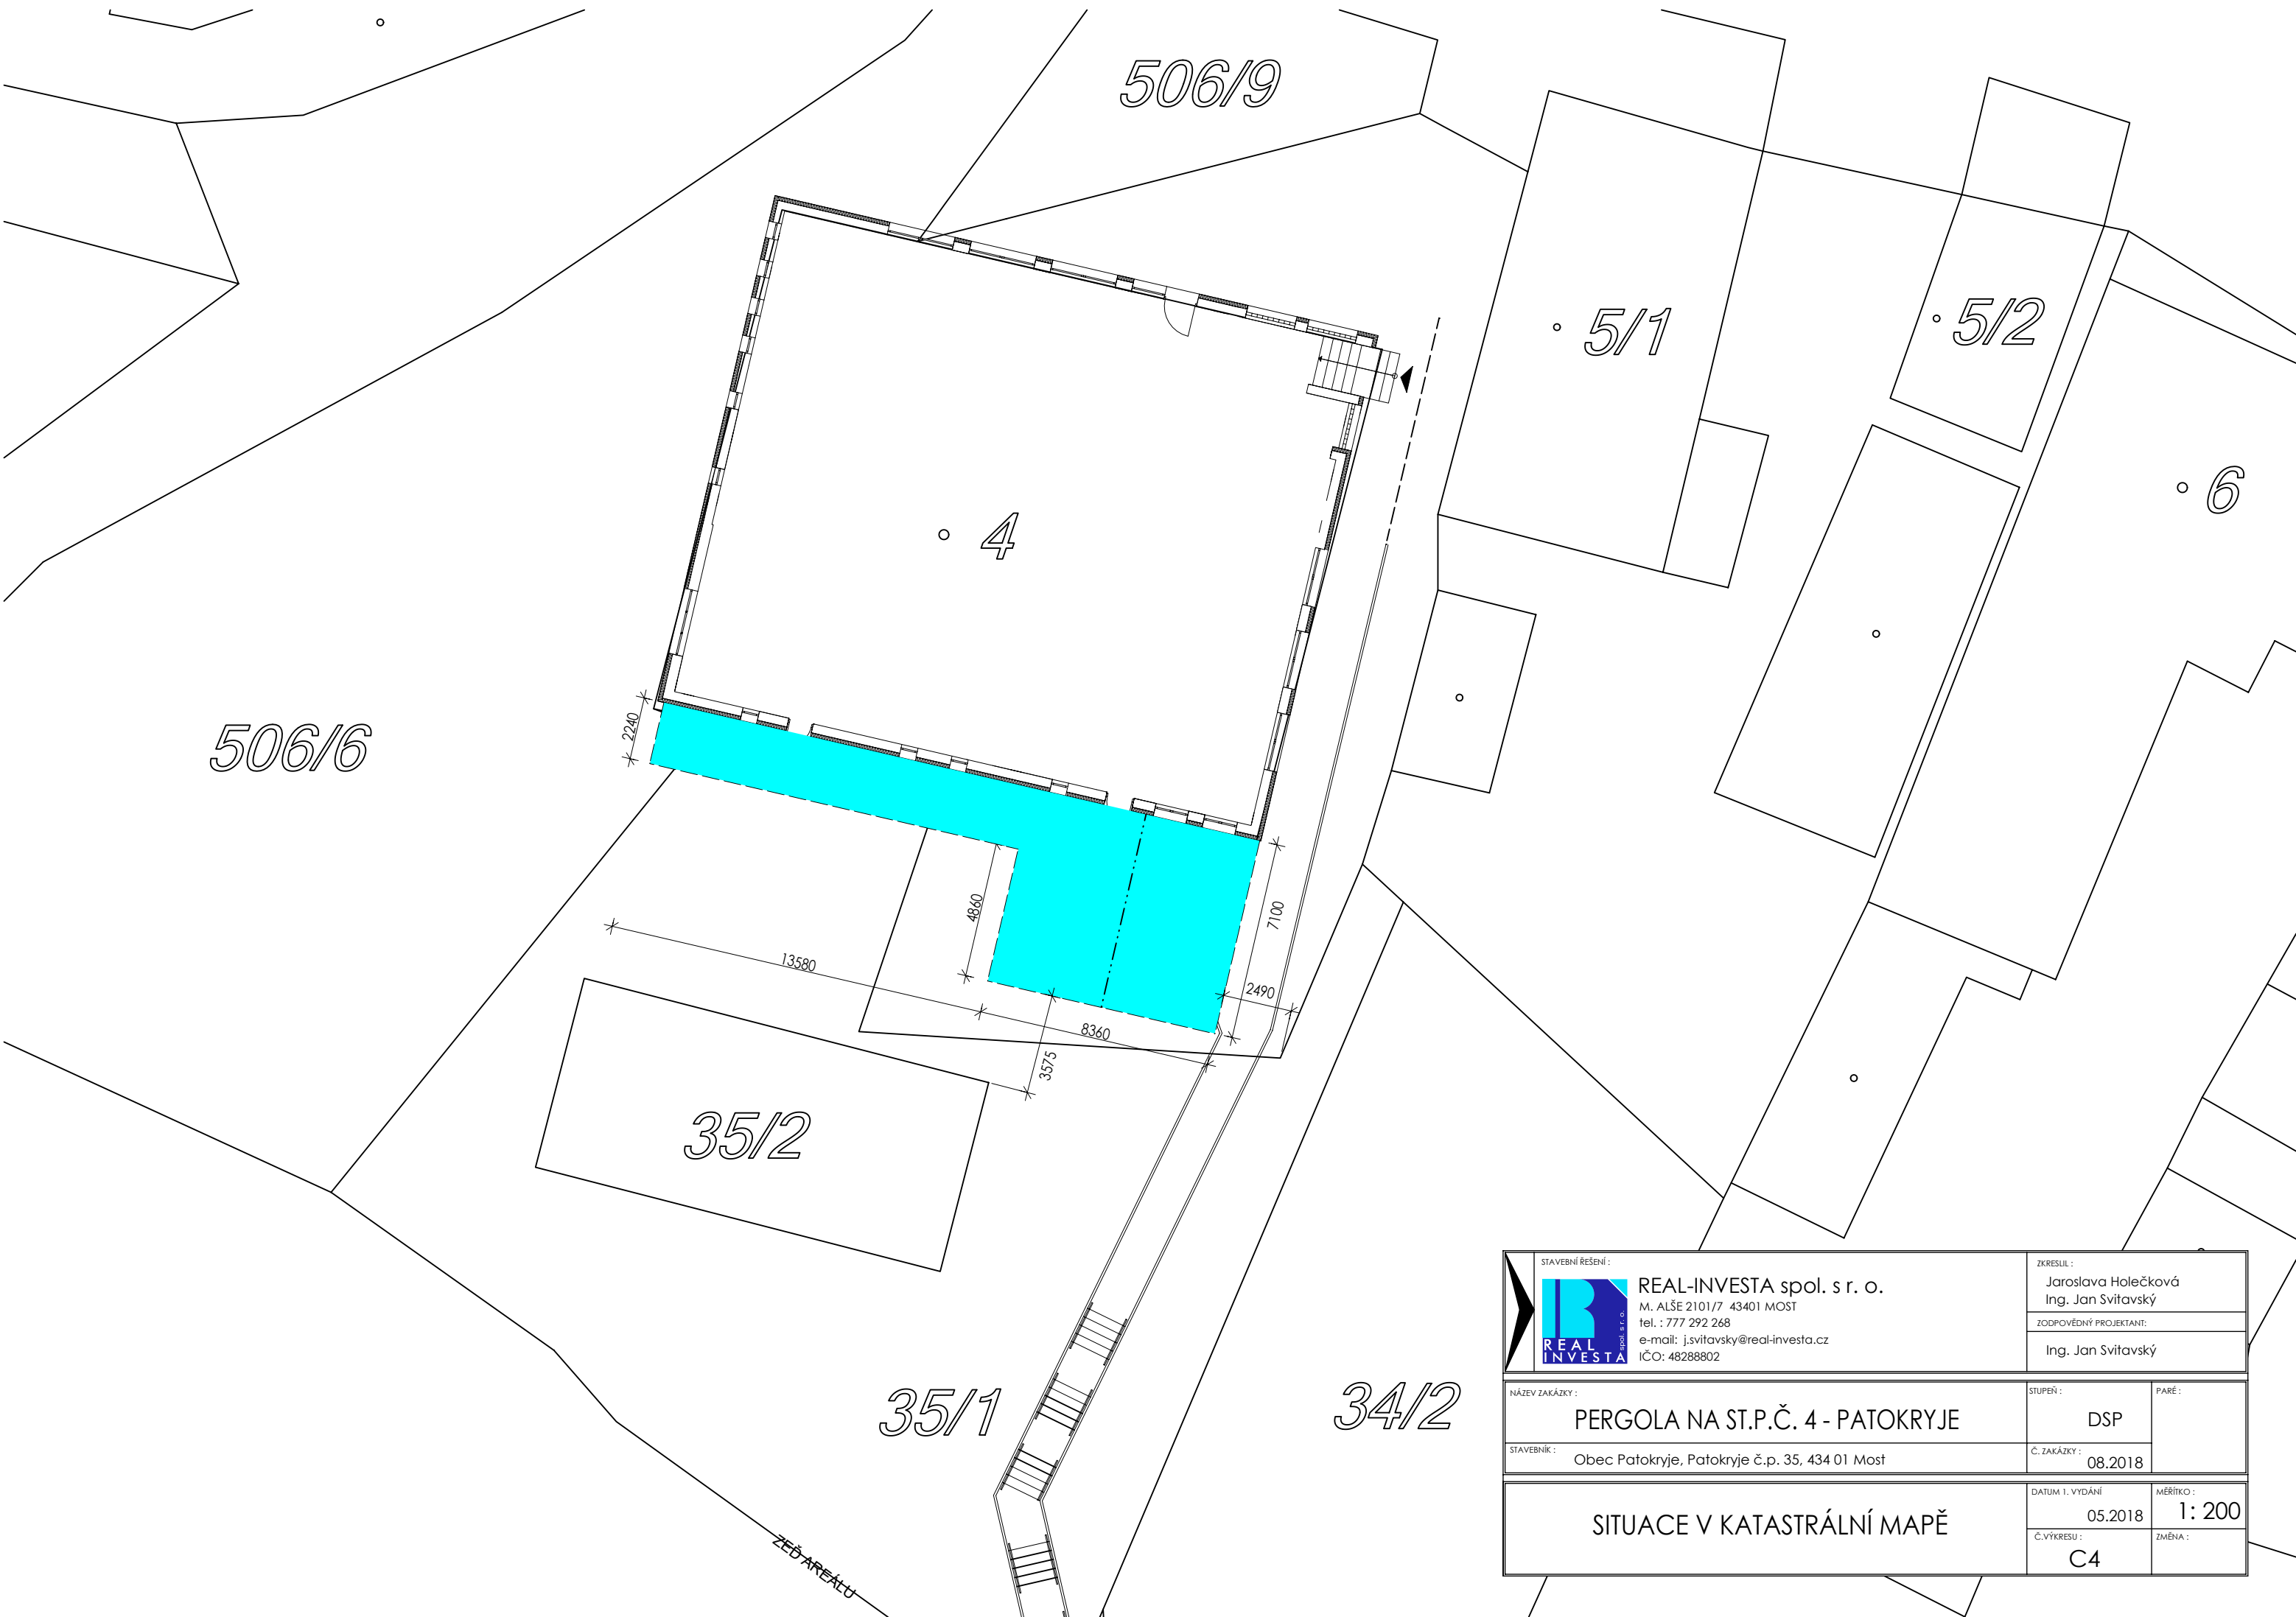 506/9
5/1
5/2
6
4
506/6
2240
4860
7100
13580
2490
8360
3575
35/2
35/1
34/2
ZEĎ AREÁLU
STAVEBNÍ ŘEŠENÍ :
REAL
INVESTA
spol. s r. o.
REAL-INVESTA spol. s r. o.
M. ALŠE 2101/7 43401 MOST
tel. : 777 292 268
e-mail: j.svitavsky@real-investa.cz
IČO: 48288802
ZKRESLIL :
Jaroslava Holečková
Ing. Jan Svitavský
ZODPOVĚDNÝ PROJEKTANT:
Ing. Jan Svitavský
NÁZEV ZAKÁZKY :
PERGOLA NA ST.P.Č. 4 - PATOKRYJE
STUPEŇ :
DSP
PARÉ :
STAVEBNÍK :
Obec Patokryje, Patokryje č.p. 35, 434 01 Most
Č. ZAKÁZKY :
08.2018
SITUACE V KATASTRÁLNÍ MAPĚ
DATUM 1. VYDÁNÍ
05.2018
MĚŘÍTKO :
1: 200
Č.VÝKRESU :
C4
ZMĚNA :